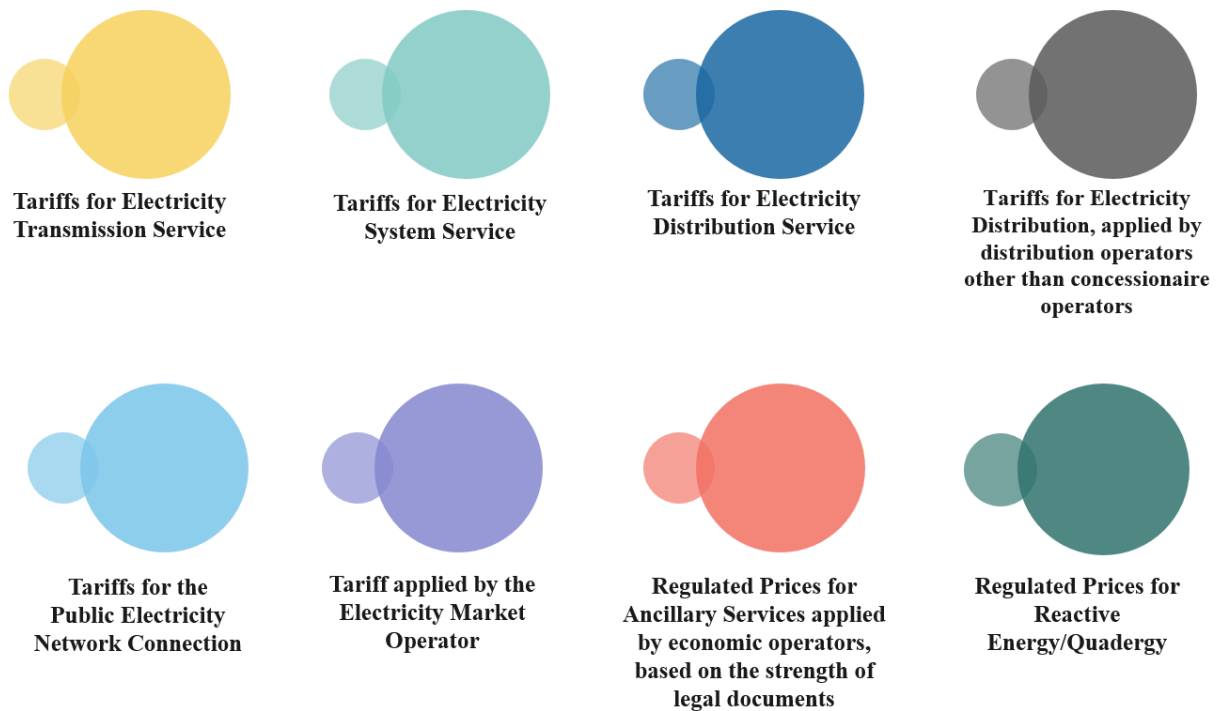 Tariffs for Electricity
Transmission Service
Tariffs for Electricity
System Service
Tariffs for Electricity
Distribution Service
Tariffs for Electricity
Distribution, applied by
distribution operators
other than concessionaire
operators
Tariffs for the
Public Electricity
Network Connection
Tariff applied by the
Electricity Market
Operator
Regulated Prices for
Ancillary Services applied
by economic operators,
based on the strength of
legal documents
Regulated Prices for
Reactive
Energy/Quadergy